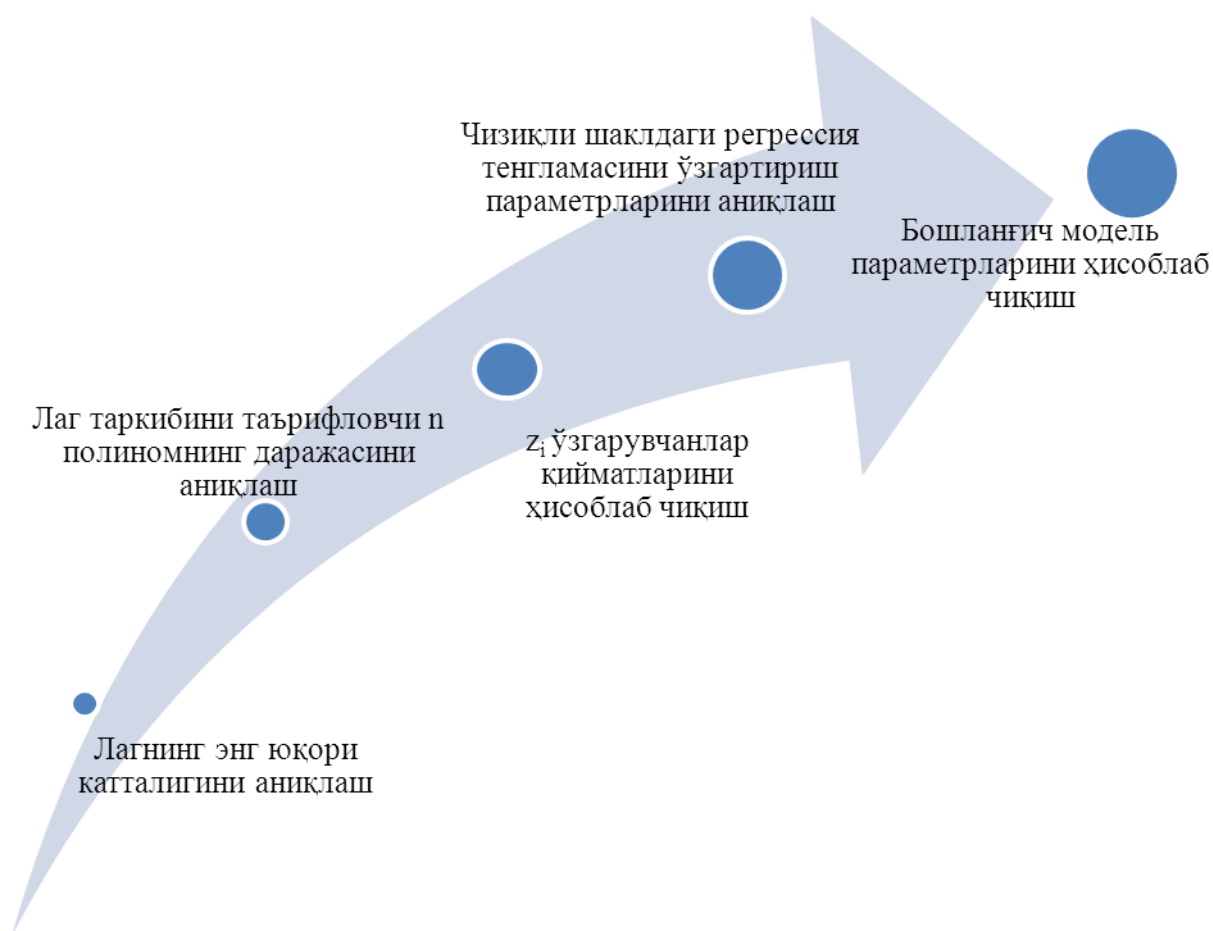 Чизиқли шаклдаги регрессия
тенгламасини ўзгартириш
параметрларини аниқлаш
Бошланғич модель
параметрларини ҳисоблаб
чиқиш
Лаг таркибини таърифловчи n
полиномнинг даражасини
аниқлаш
zᵢ ўзгарувчанлар
қийматларини
ҳисоблаб чиқиш
Лагнинг энг юқори
катталигини аниқлаш